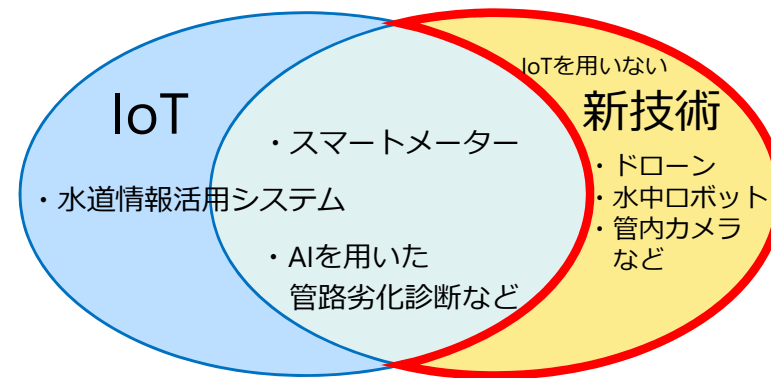 IoT
・水道情報活用システム
・スマートメーター
・AIを用いた
管路劣化診断など
IoTを用いない
新技術
・ドローン
・水中ロボット
・管内カメラ
など